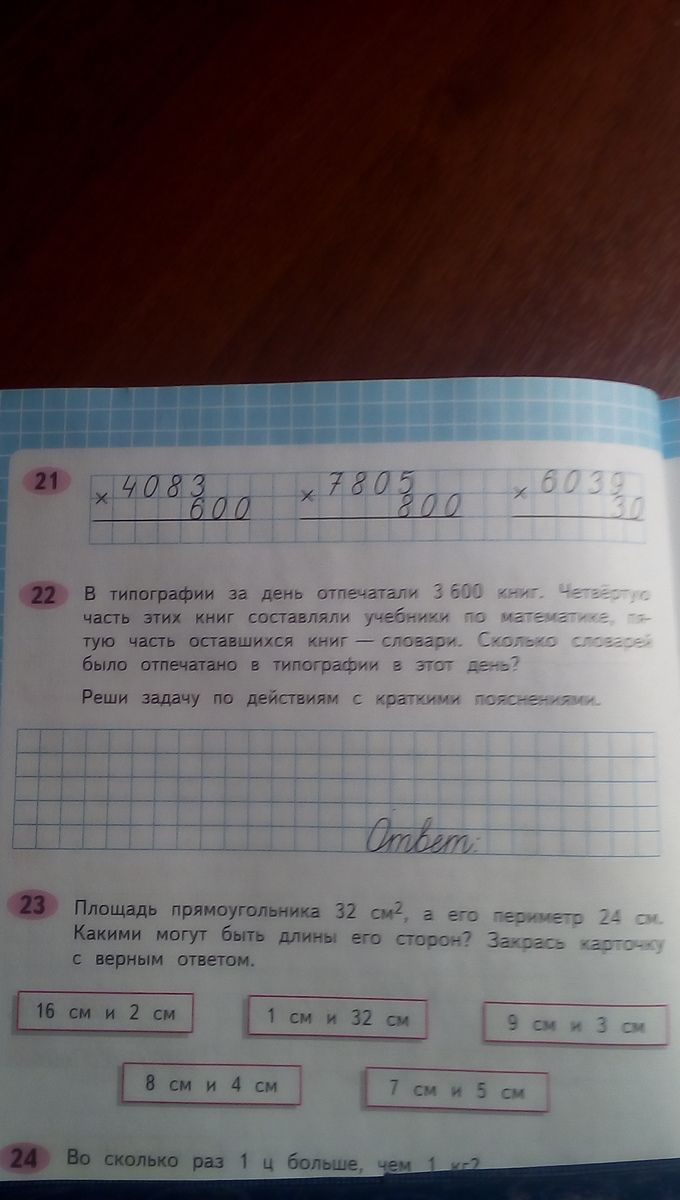 21
× 4083 × 7805 × 6039
600 800 30
22 В типографии за день отпечатали 3 600 книг. Четвёртую
часть этих книг составляли учебники по математике, пя-
тую часть оставшихся книг — словари. Сколько словарей
было отпечатано в типографии в этот день?
Реши задачу по действиям с краткими пояснениями.
Ответ:
23 Площадь прямоугольника 32 см², а его периметр 24 см.
Какими могут быть длины его сторон? Закрась карточку
с верным ответом.
16 см и 2 см 1 см и 32 см 9 см и 3 см
8 см и 4 см 7 см и 5 см
24 Во сколько раз 1 ц больше, чем 1 кг?